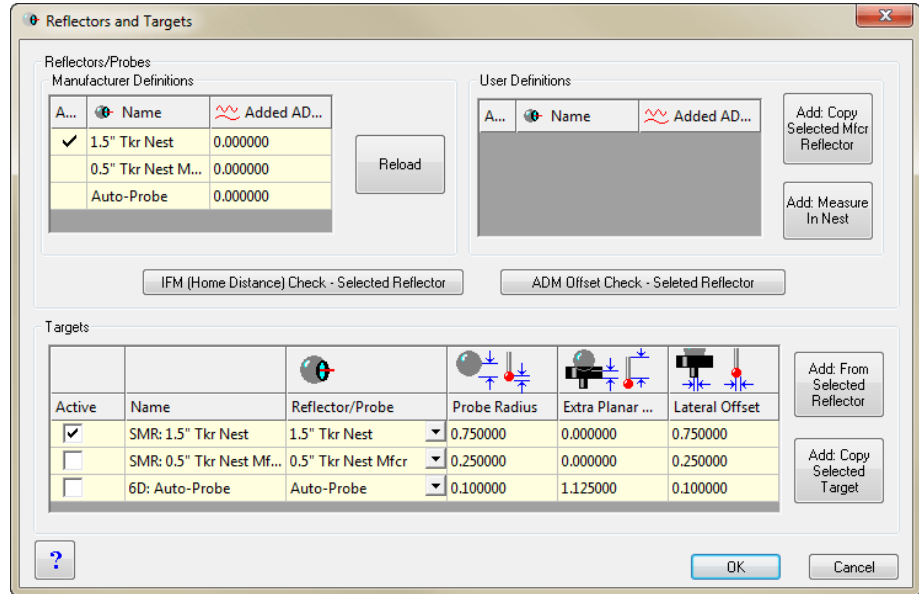 Reflectors and Targets
Reflectors/Probes
Manufacturer Definitions
A... Name Added AD...
1.5" Tkr Nest 0.000000
0.5" Tkr Nest M... 0.000000
Auto-Probe 0.000000
Reload
User Definitions
A... Name Added AD...
Add: Copy
Selected Mfcr
Reflector
Add: Measure
In Nest
IFM (Home Distance) Check - Selected Reflector
ADM Offset Check - Seleted Reflector
Targets
Active Name Reflector/Probe Probe Radius Extra Planar ... Lateral Offset
SMR: 1.5" Tkr Nest 1.5" Tkr Nest 0.750000 0.000000 0.750000
SMR: 0.5" Tkr Nest Mf... 0.5" Tkr Nest Mfcr 0.250000 0.000000 0.250000
6D: Auto-Probe Auto-Probe 0.100000 1.125000 0.100000
Add: From
Selected
Reflector
Add: Copy
Selected
Target
?
OK
Cancel